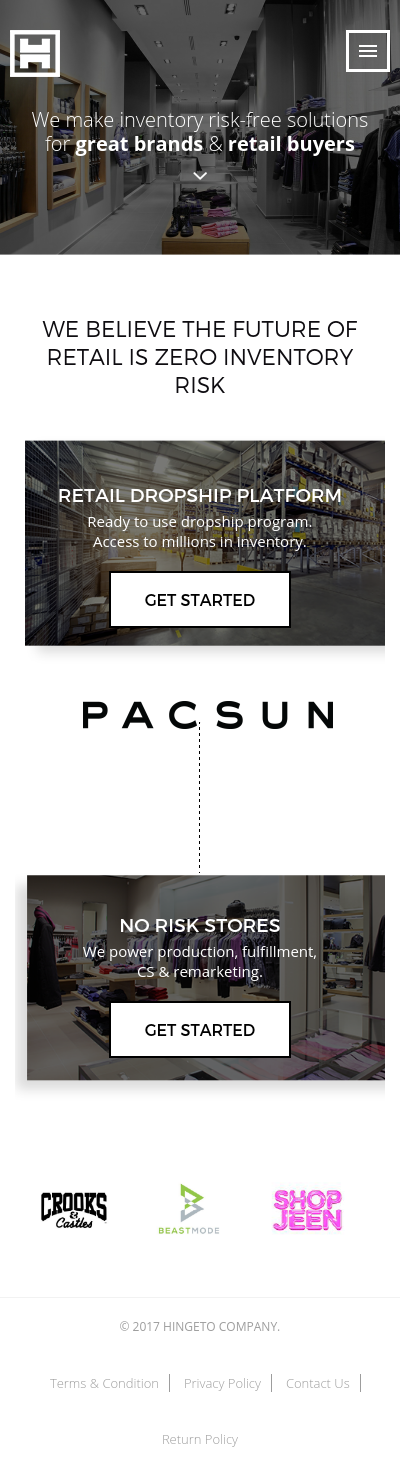 We make inventory risk-free solutions
for great brands & retail buyers
WE BELIEVE THE FUTURE OF
RETAIL IS ZERO INVENTORY
RISK
RETAIL DROPSHIP PLATFORM
Ready to use dropship program.
Access to millions in inventory.
GET STARTED
PACSUN
NO RISK STORES
We power production, fulfillment,
CS & remarketing.
GET STARTED
CROOKS
&
Castles
BEASTMODE
SHOP
JEEN
© 2017 HINGETO COMPANY.
Terms & Condition
Privacy Policy
Contact Us
Return Policy